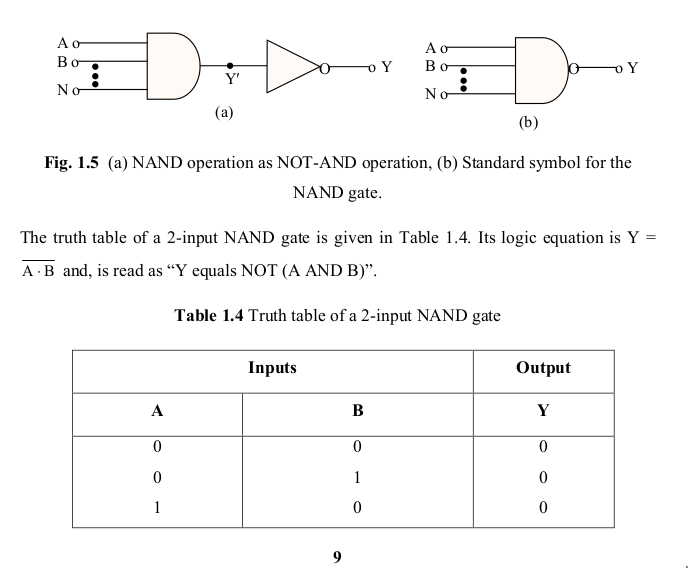 A o
B o
N o
Y′
o Y
(a)
A o
B o
N o
o Y
(b)
Fig. 1.5 (a) NAND operation as NOT-AND operation, (b) Standard symbol for the
NAND gate.
The truth table of a 2-input NAND gate is given in Table 1.4. Its logic equation is Y =
A̅ ̅·̅ ̅B̅ and, is read as “Y equals NOT (A AND B)”.
Table 1.4 Truth table of a 2-input NAND gate
Inputs Output
A B Y
0 0 0
0 1 0
1 0 0
9